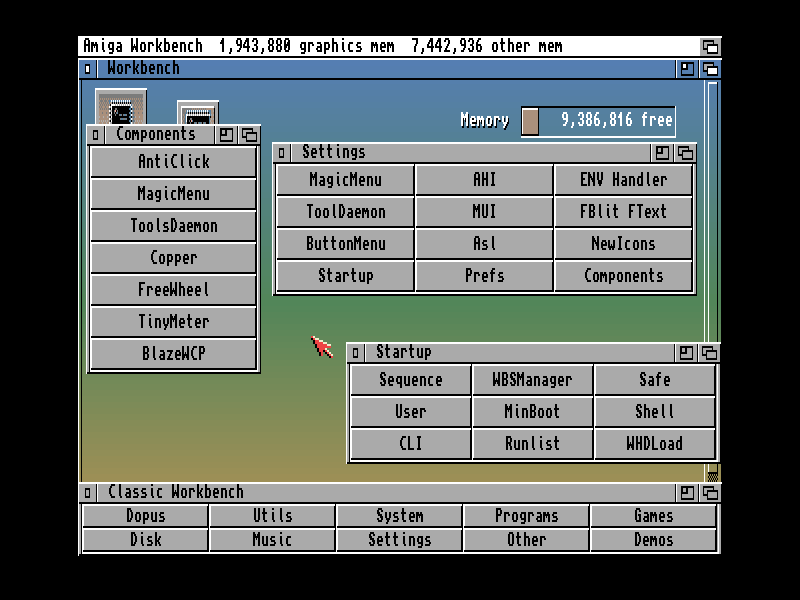 Amiga Workbench 1,943,880 graphics mem 7,442,936 other mem
Workbench
Memory 9,386,816 free
Components
AntiClick
MagicMenu
ToolsDaemon
Copper
FreeWheel
TinyMeter
BlazeWCP
Settings
MagicMenu AHI ENV Handler
ToolDaemon MUI FBlit FText
ButtonMenu Asl NewIcons
Startup Prefs Components
Startup
Sequence WBSManager Safe
User MinBoot Shell
CLI Runlist WHDLoad
Classic Workbench
Dopus Utils System Programs Games
Disk Music Settings Other Demos